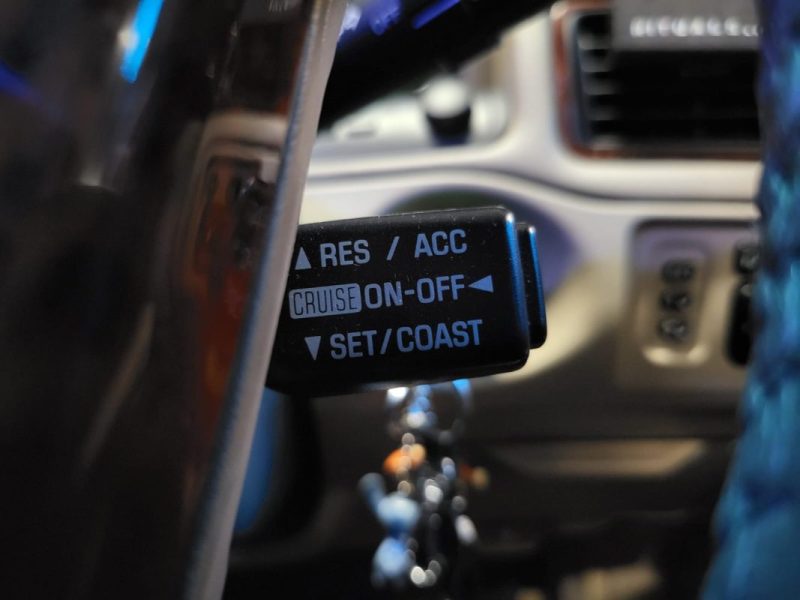 ▲ RES / ACC
CRUISE ON-OFF ◀
▼ SET/COAST